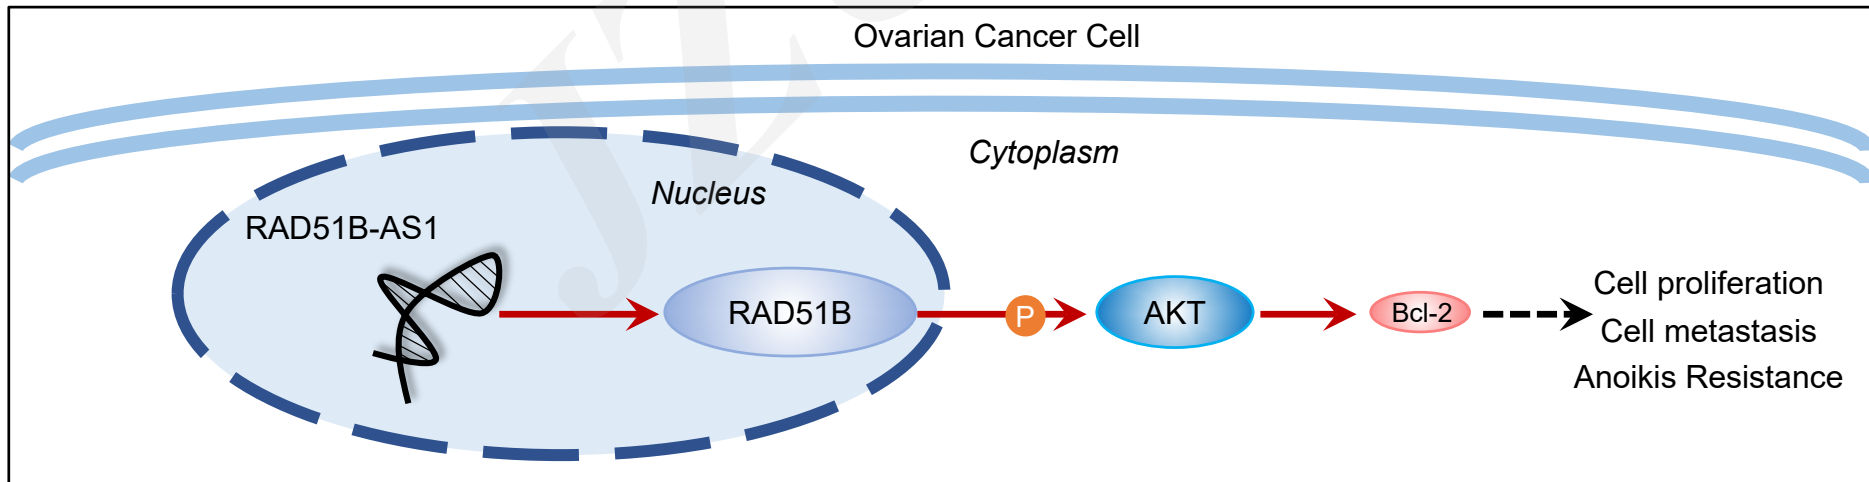 Ovarian Cancer Cell
Cytoplasm
Nucleus
RAD51B-AS1
RAD51B
P
AKT
Bcl-2
Cell proliferation
Cell metastasis
Anoikis Resistance